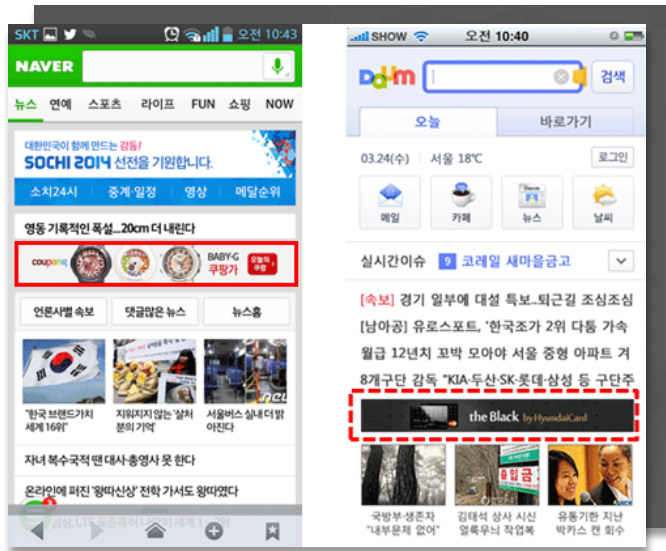 SKT 오전 10:43
NAVER
뉴스 연예 스포츠 라이프 FUN 쇼핑 NOW
대한민국이 함께 만드는 감동!
SOCHI 2014 선전을 기원합니다.
소치24시 중계·일정 영상 메달순위
영동 기록적인 폭설...20cm 더 내린다
coupang BABY-G 쿠팡가 오늘의 쿠팡
언론사별 속보 댓글많은 뉴스 뉴스홈
"한국 브랜드가치 세계 16위"
지워지지 않는 '살처분의 기억'
서울버스 실내 더 밝아진다
자녀 복수국적 땐 대사·총영사 못 한다
온라인에 퍼진 '왕따신상' 전학 가서도 왕따였다
SHOW 오전 10:40
Daum 검색
오늘 바로가기
03.24(수) 서울 18℃ 로그인
메일 카페 뉴스 날씨
실시간이슈 9 코레일 새마을금고
[속보] 경기 일부에 대설 특보..퇴근길 조심조심
[남아공] 유로스포트, '한국조가 2위 다툼 가속
월급 12년치 꼬박 모아야 서울 중형 아파트 겨
8개구단 감독 "KIA·두산·SK·롯데·삼성 등 구단주
the Black by HyundaiCard
출입금
국방부·생존자
"내부문제 없어"
김태석 상사 시신
얼룩무늬 작업복
유통기한 지난
박카스 캔 회수